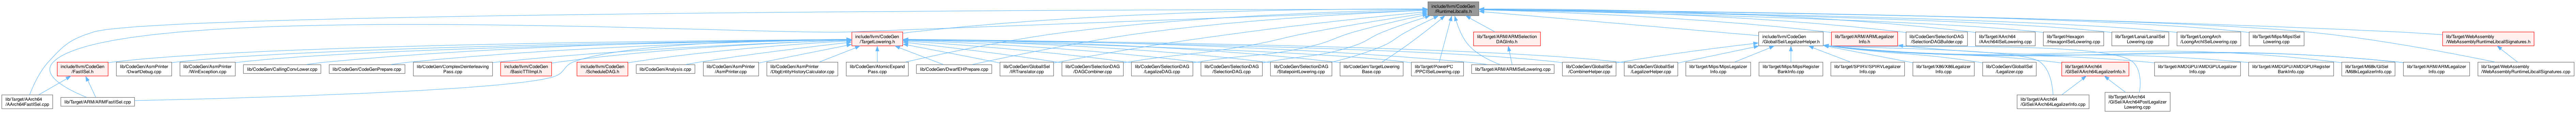 include/llvm/CodeGen
/RuntimeLibcalls.h
include/llvm/CodeGen
/TargetLowering.h
lib/Target/ARM/ARMSelection
DAGInfo.h
include/llvm/CodeGen
/GlobalISel/LegalizerHelper.h
lib/Target/ARM/ARMLegalizer
Info.h
lib/CodeGen/SelectionDAG
/SelectionDAGBuilder.cpp
lib/Target/AArch64
/AArch64ISelLowering.cpp
lib/Target/Hexagon
/HexagonISelLowering.cpp
lib/Target/Lanai/LanaiISel
Lowering.cpp
lib/Target/LoongArch
/LoongArchISelLowering.cpp
lib/Target/Mips/MipsISel
Lowering.cpp
lib/Target/WebAssembly
/WebAssemblyRuntimeLibcallSignatures.h
include/llvm/CodeGen
/FastISel.h
lib/CodeGen/AsmPrinter
/DwarfDebug.cpp
lib/CodeGen/AsmPrinter
/WinException.cpp
lib/CodeGen/CallingConvLower.cpp
lib/CodeGen/CodeGenPrepare.cpp
lib/CodeGen/ComplexDeinterleaving
Pass.cpp
include/llvm/CodeGen
/BasicTTIImpl.h
include/llvm/CodeGen
/ScheduleDAG.h
lib/CodeGen/Analysis.cpp
lib/CodeGen/AsmPrinter
/AsmPrinter.cpp
lib/CodeGen/AsmPrinter
/DbgEntityHistoryCalculator.cpp
lib/CodeGen/AtomicExpand
Pass.cpp
lib/CodeGen/DwarfEHPrepare.cpp
lib/CodeGen/GlobalISel
/IRTranslator.cpp
lib/CodeGen/SelectionDAG
/DAGCombiner.cpp
lib/CodeGen/SelectionDAG
/LegalizeDAG.cpp
lib/CodeGen/SelectionDAG
/SelectionDAG.cpp
lib/CodeGen/SelectionDAG
/StatepointLowering.cpp
lib/CodeGen/TargetLowering
Base.cpp
lib/Target/PowerPC
/PPCISelLowering.cpp
lib/Target/ARM/ARMISelLowering.cpp
lib/CodeGen/GlobalISel
/CombinerHelper.cpp
lib/CodeGen/GlobalISel
/LegalizerHelper.cpp
lib/Target/Mips/MipsLegalizer
Info.cpp
lib/Target/Mips/MipsRegister
BankInfo.cpp
lib/Target/SPIRV/SPIRVLegalizer
Info.cpp
lib/Target/X86/X86Legalizer
Info.cpp
lib/CodeGen/GlobalISel
/Legalizer.cpp
lib/Target/AArch64
/GISel/AArch64LegalizerInfo.h
lib/Target/AMDGPU/AMDGPULegalizer
Info.cpp
lib/Target/AMDGPU/AMDGPURegister
BankInfo.cpp
lib/Target/M68k/GISel
/M68kLegalizerInfo.cpp
lib/Target/ARM/ARMLegalizer
Info.cpp
lib/Target/WebAssembly
/WebAssemblyRuntimeLibcallSignatures.cpp
lib/Target/AArch64
/AArch64FastISel.cpp
lib/Target/ARM/ARMFastISel.cpp
lib/Target/AArch64
/GISel/AArch64LegalizerInfo.cpp
lib/Target/AArch64
/GISel/AArch64PostLegalizer
Lowering.cpp